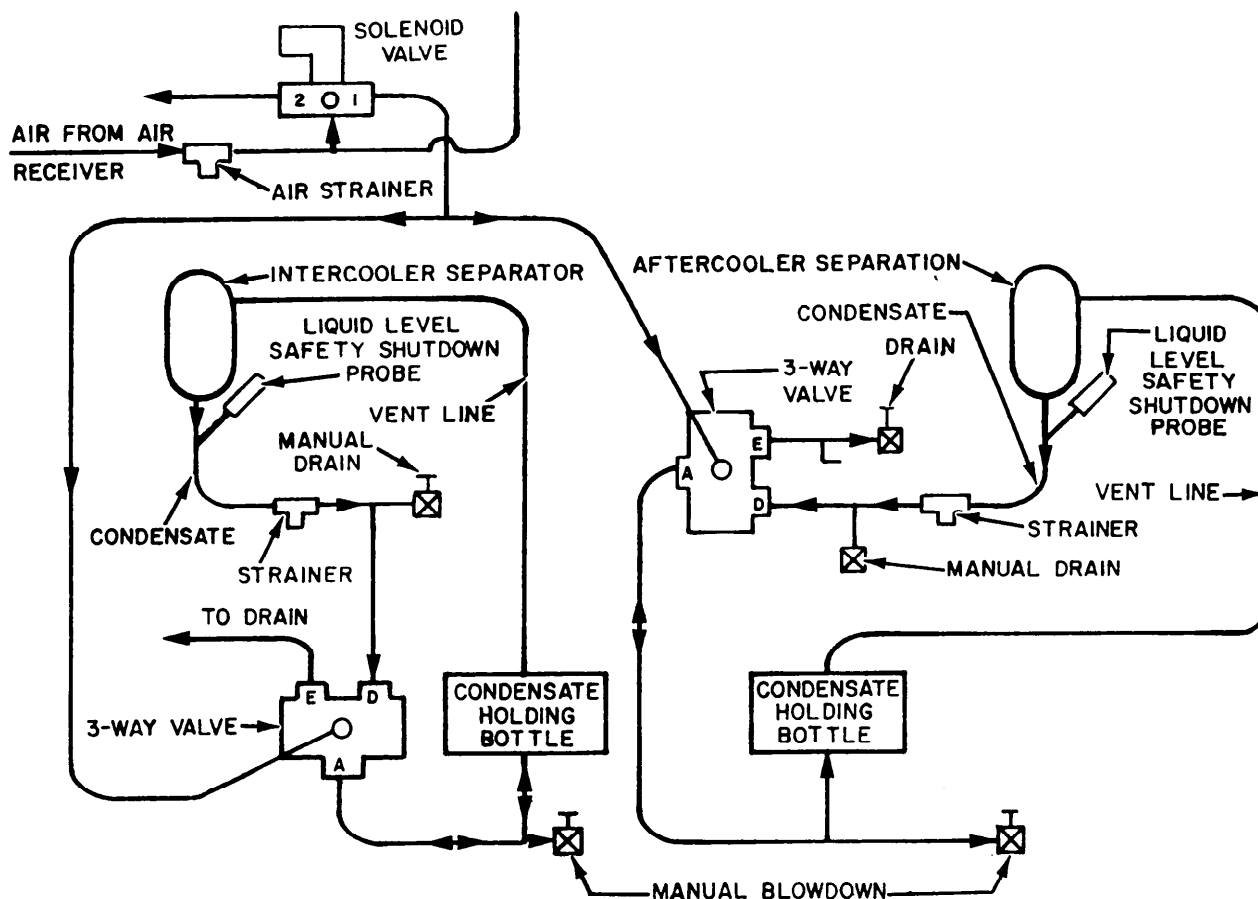 SOLENOID
VALVE
2 1
AIR FROM AIR
RECEIVER
AIR STRAINER
INTERCOOLER SEPARATOR
LIQUID LEVEL
SAFETY SHUTDOWN
PROBE
VENT LINE
MANUAL
DRAIN
CONDENSATE
STRAINER
TO DRAIN
E D
3-WAY VALVE
A
CONDENSATE
HOLDING
BOTTLE
AFTERCOOLER SEPARATION
CONDENSATE
DRAIN
3-WAY
VALVE
LIQUID
LEVEL
SAFETY
SHUTDOWN
PROBE
E
A
D
VENT LINE
STRAINER
MANUAL DRAIN
CONDENSATE
HOLDING
BOTTLE
MANUAL BLOWDOWN